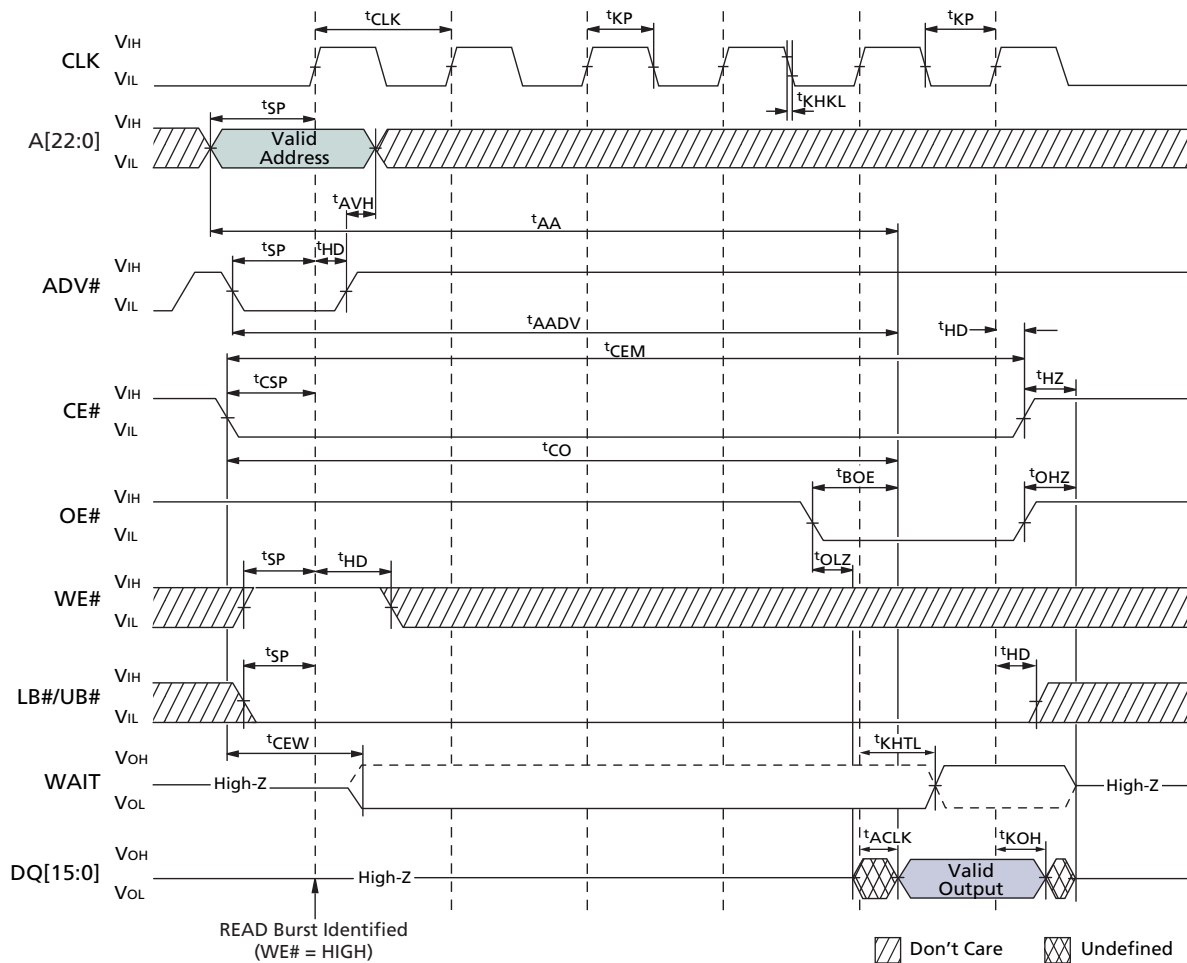 tCLK
tKP
tKP
VIH
CLK
VIL
tKHKL
tSP
VIH
A[22:0]
Valid
Address
VIL
tAVH
tAA
tSP
tHD
VIH
ADV#
VIL
tAADV
tHD
tCEM
tCSP
tHZ
VIH
CE#
VIL
tCO
tBOE
tOHZ
VIH
OE#
VIL
tSP
tHD
tOLZ
VIH
WE#
VIL
tSP
tHD
VIH
LB#/UB#
VIL
tCEW
tKHTL
VOH
WAIT
High-Z
High-Z
VOL
tACLK
tKOH
VOH
DQ[15:0]
High-Z
Valid
Output
VOL
READ Burst Identified
(WE# = HIGH)
Don't Care
Undefined